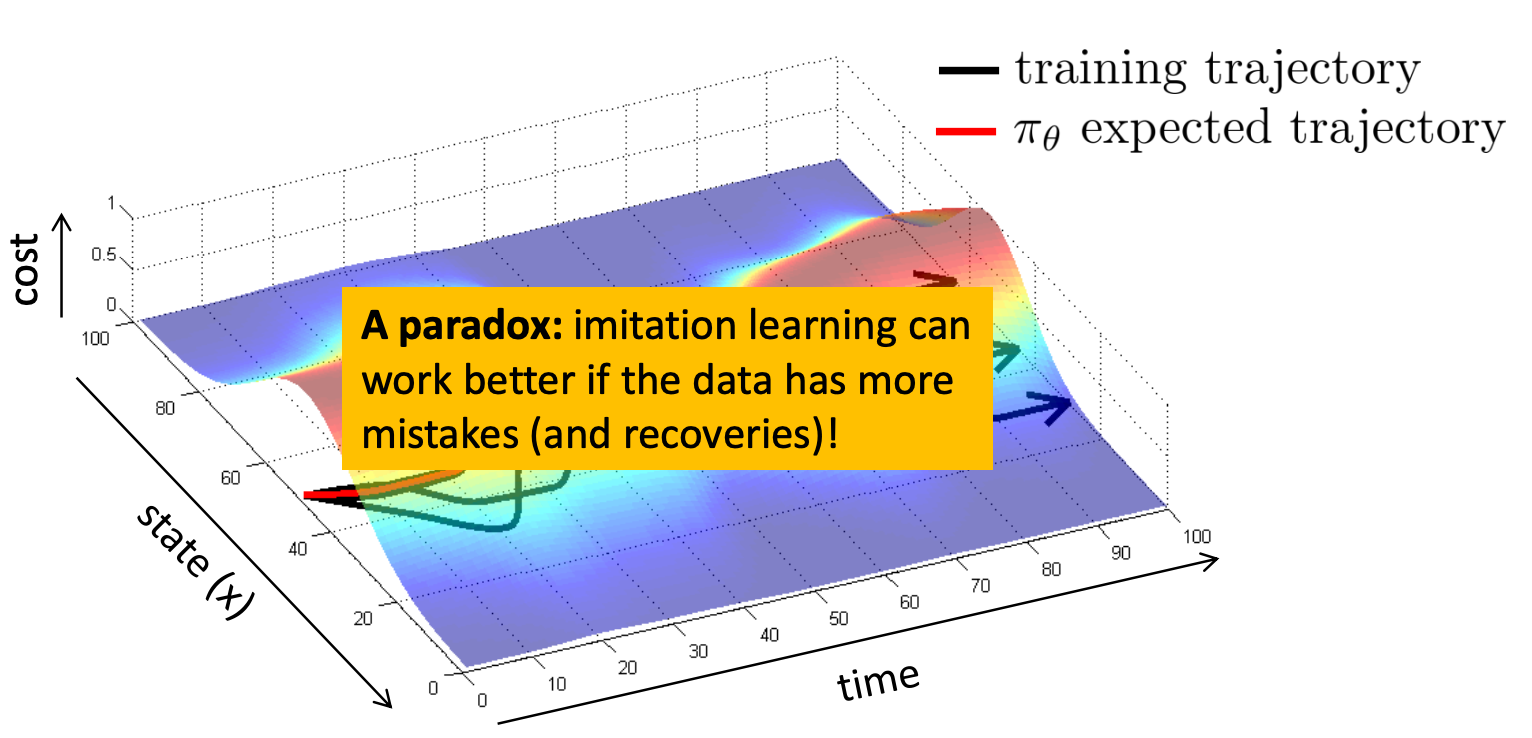 training trajectory
πθ expected trajectory
cost
1
0.5
0
100
80
60
40
20
0
state (x)
A paradox: imitation learning can
work better if the data has more
mistakes (and recoveries)!
0
10
20
30
40
50
60
70
80
90
100
time